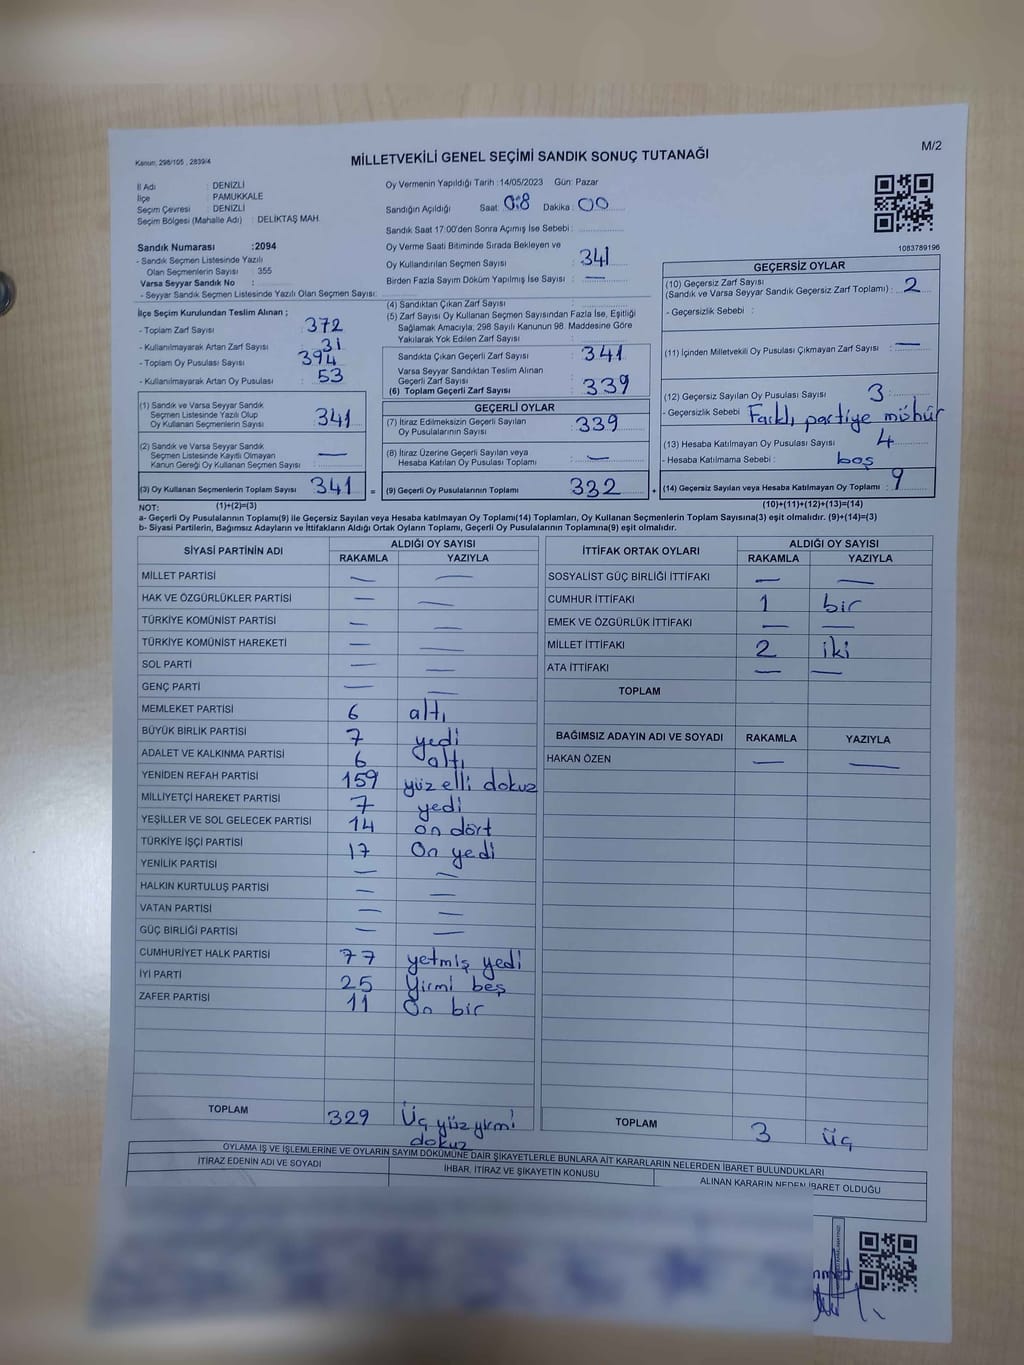 Kanun, 298/105 , 2839/4
MİLLETVEKİLİ GENEL SEÇİMİ SANDIK SONUÇ TUTANAĞI
M/2
İl Adı : DENİZLİ
İlçe : PAMUKKALE
Seçim Çevresi : DENİZLİ
Seçim Bölgesi (Mahalle Adı) : DELİKTAŞ MAH.
Sandık Numarası :2094
- Sandık Seçmen Listesinde Yazılı
Olan Seçmenlerin Sayısı : 355
Varsa Seyyar Sandık No :
- Seyyar Sandık Seçmen Listesinde Yazılı Olan Seçmen Sayısı:
Oy Vermenin Yapıldığı Tarih :14/05/2023 Gün: Pazar
Sandığın Açıldığı Saat: 08 Dakika : 00
Sandık Saat 17:00'den Sonra Açımış İse Sebebi :
Oy Verme Saati Bitiminde Sırada Bekleyen ve
Oy Kullandırılan Seçmen Sayısı : 341
Birden Fazla Sayım Döküm Yapılmış İse Sayısı : —
1083789196
İlçe Seçim Kurulundan Teslim Alınan ;
- Toplam Zarf Sayısı : 372
- Kullanılmayarak Artan Zarf Sayısı : 31
- Toplam Oy Pusulası Sayısı : 394
- Kullanılmayarak Artan Oy Pusulası : 53
(1) Sandık ve Varsa Seyyar Sandık
Seçmen Listesinde Yazılı Olup
Oy Kullanan Seçmenlerin Sayısı : 341
(2) Sandık ve Varsa Seyyar Sandık
Seçmen Listesinde Kayıtlı Olmayan
Kanun Gereği Oy Kullanan Seçmen Sayısı : —
(3) Oy Kullanan Seçmenlerin Toplam Sayısı : 341 =
(4) Sandıktan Çıkan Zarf Sayısı :
(5) Zarf Sayısı Oy Kullanan Seçmen Sayısından Fazla İse, Eşitliği
Sağlamak Amacıyla; 298 Sayılı Kanunun 98. Maddesine Göre
Yakılarak Yok Edilen Zarf Sayısı :
Sandıkta Çıkan Geçerli Zarf Sayısı : 341
Varsa Seyyar Sandıktan Teslim Alınan
Geçerli Zarf Sayısı :
(6) Toplam Geçerli Zarf Sayısı : 339
GEÇERLİ OYLAR
(7) İtiraz Edilmeksizin Geçerli Sayılan
Oy Pusulalarının Sayısı : 339
(8) İtiraz Üzerine Geçerli Sayılan veya
Hesaba Katılan Oy Pusulası Toplamı : —
(9) Geçerli Oy Pusulalarının Toplamı : 332 +
GEÇERSİZ OYLAR
(10) Geçersiz Zarf Sayısı
(Sandık ve Varsa Seyyar Sandık Geçersiz Zarf Toplamı) : 2
- Geçersizlik Sebebi :
(11) İçinden Milletvekili Oy Pusulası Çıkmayan Zarf Sayısı : —
(12) Geçersiz Sayılan Oy Pusulası Sayısı : 3
- Geçersizlik Sebebi : Farklı partiye mühür
(13) Hesaba Katılmayan Oy Pusulası Sayısı : 4
- Hesaba Katılmama Sebebi : boş
(14) Geçersiz Sayılan veya Hesaba Katılmayan Oy Toplamı : 9
NOT: (1)+(2)=(3)
(10)+(11)+(12)+(13)=(14)
a- Geçerli Oy Pusulalarının Toplamı(9) ile Geçersiz Sayılan veya Hesaba katılmayan Oy Toplamı(14) Toplamları, Oy Kullanan Seçmenlerin Toplam Sayısına(3) eşit olmalıdır. (9)+(14)=(3)
b- Siyasi Partilerin, Bağımsız Adayların ve İttifakların Aldığı Ortak Oyların Toplamı, Geçerli Oy Pusulalarının Toplamına(9) eşit olmalıdır.
SİYASİ PARTİNİN ADI ALDIĞI OY SAYISI
RAKAMLA YAZIYLA
MİLLET PARTİSİ — —
HAK VE ÖZGÜRLÜKLER PARTİSİ — —
TÜRKİYE KOMÜNİST PARTİSİ — —
TÜRKİYE KOMÜNİST HAREKETİ — —
SOL PARTİ — —
GENÇ PARTİ — —
MEMLEKET PARTİSİ 6 altı
BÜYÜK BİRLİK PARTİSİ 7 yedi
ADALET VE KALKINMA PARTİSİ 6 altı
YENİDEN REFAH PARTİSİ 159 yüz elli dokuz
MİLLİYETÇİ HAREKET PARTİSİ 7 yedi
YEŞİLLER VE SOL GELECEK PARTİSİ 14 on dört
TÜRKİYE İŞÇİ PARTİSİ 17 On yedi
YENİLİK PARTİSİ — —
HALKIN KURTULUŞ PARTİSİ — —
VATAN PARTİSİ — —
GÜÇ BİRLİĞİ PARTİSİ — —
CUMHURİYET HALK PARTİSİ 77 yetmiş yedi
İYİ PARTİ 25 Yirmi beş
ZAFER PARTİSİ 11 On bir
TOPLAM 329 Üç yüz yirmi
dokuz
İTTİFAK ORTAK OYLARI ALDIĞI OY SAYISI
RAKAMLA YAZIYLA
SOSYALİST GÜÇ BİRLİĞİ İTTİFAKI — —
CUMHUR İTTİFAKI 1 bir
EMEK VE ÖZGÜRLÜK İTTİFAKI — —
MİLLET İTTİFAKI 2 iki
ATA İTTİFAKI — —
TOPLAM
BAĞIMSIZ ADAYIN ADI VE SOYADI RAKAMLA YAZIYLA
HAKAN ÖZEN — —
TOPLAM 3 üç
OYLAMA İŞ VE İŞLEMLERİNE VE OYLARIN SAYIM DÖKÜMÜNE DAİR ŞİKAYETLERLE BUNLARA AİT KARARLARIN NELERDEN İBARET BULUNDUKLARI
İTİRAZ EDENİN ADI VE SOYADI
İHBAR, İTİRAZ VE ŞİKAYETİN KONUSU
ALINAN KARARIN NEDEN İBARET OLDUĞU